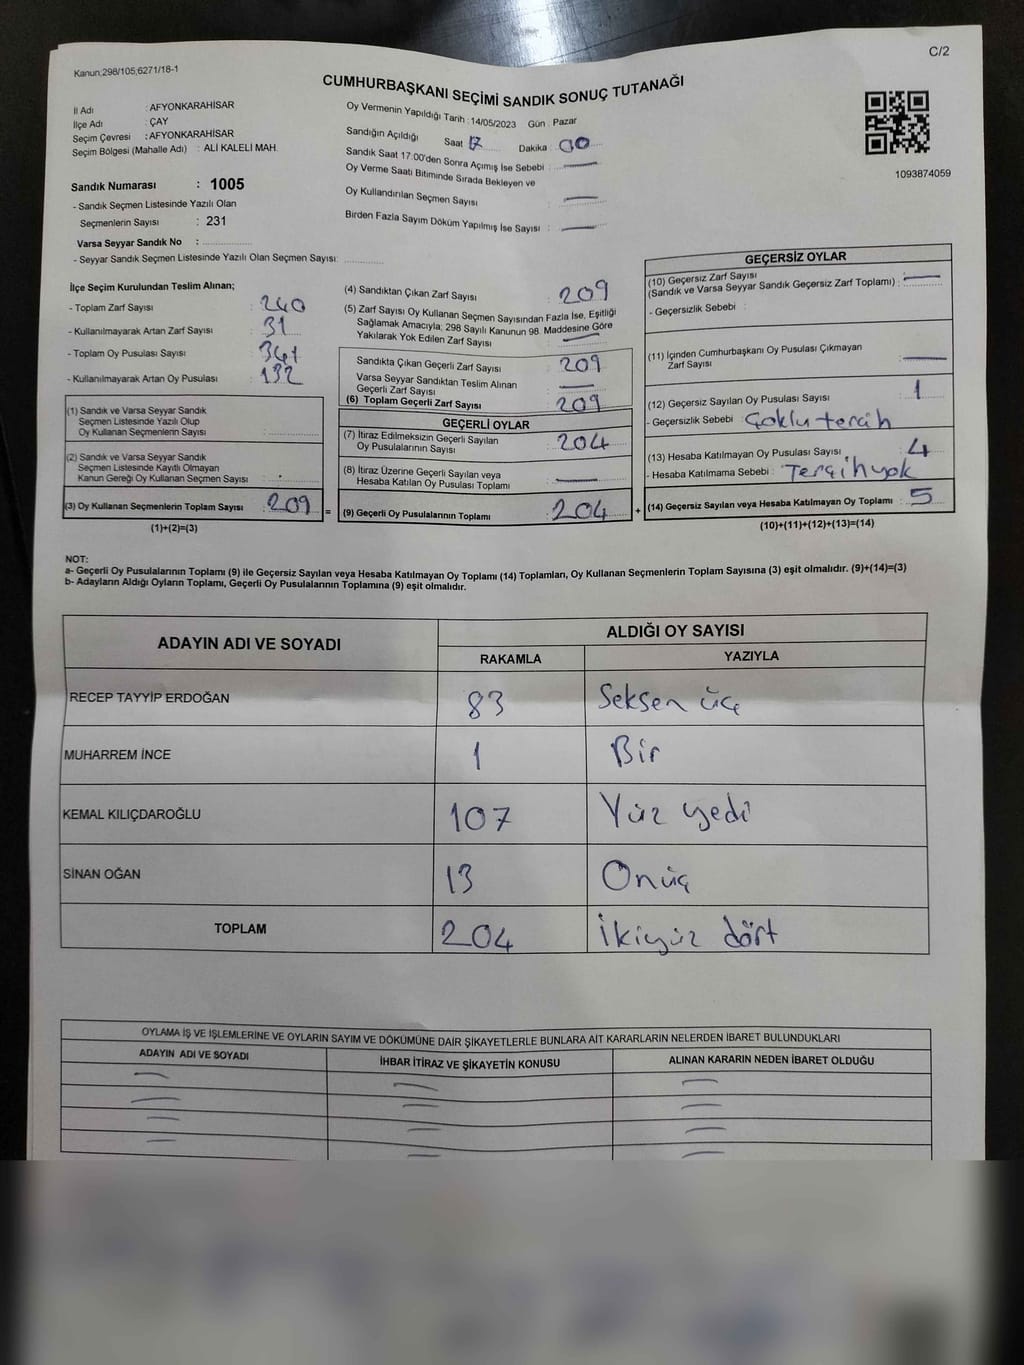 Kanun;298/105;6271/18-1
C/2
CUMHURBAŞKANI SEÇİMİ SANDIK SONUÇ TUTANAĞI
İl Adı : AFYONKARAHİSAR
İlçe Adı : ÇAY
Seçim Çevresi : AFYONKARAHİSAR
Seçim Bölgesi (Mahalle Adı) : ALİ KALELİ MAH.
Sandık Numarası : 1005
- Sandık Seçmen Listesinde Yazılı Olan
Seçmenlerin Sayısı : 231
Varsa Seyyar Sandık No :
- Seyyar Sandık Seçmen Listesinde Yazılı Olan Seçmen Sayısı:
Oy Vermenin Yapıldığı Tarih : 14/05/2023 Gün : Pazar
Sandığın Açıldığı Saat : 17 Dakika : 00
Sandık Saat 17:00'den Sonra Açımış İse Sebebi : —
Oy Verme Saati Bitiminde Sırada Bekleyen ve
Oy Kullandırılan Seçmen Sayısı : —
Birden Fazla Sayım Döküm Yapılmış İse Sayısı : —
1093874059
İlçe Seçim Kurulundan Teslim Alınan;
- Toplam Zarf Sayısı : 240
- Kullanılmayarak Artan Zarf Sayısı : 31
- Toplam Oy Pusulası Sayısı : 341
- Kullanılmayarak Artan Oy Pusulası : 132
(1) Sandık ve Varsa Seyyar Sandık
Seçmen Listesinde Yazılı Olup
Oy Kullanan Seçmenlerin Sayısı :
(2) Sandık ve Varsa Seyyar Sandık
Seçmen Listesinde Kayıtlı Olmayan
Kanun Gereği Oy Kullanan Seçmen Sayısı :
(3) Oy Kullanan Seçmenlerin Toplam Sayısı : 209 =
(1)+(2)=(3)
(4) Sandıktan Çıkan Zarf Sayısı : 209
(5) Zarf Sayısı Oy Kullanan Seçmen Sayısından Fazla İse, Eşitliği
Sağlamak Amacıyla; 298 Sayılı Kanunun 98. Maddesine Göre
Yakılarak Yok Edilen Zarf Sayısı : —
Sandıkta Çıkan Geçerli Zarf Sayısı : 209
Varsa Seyyar Sandıktan Teslim Alınan
Geçerli Zarf Sayısı : —
(6) Toplam Geçerli Zarf Sayısı : 209
GEÇERLİ OYLAR
(7) İtiraz Edilmeksizin Geçerli Sayılan
Oy Pusulalarının Sayısı : 204
(8) İtiraz Üzerine Geçerli Sayılan veya
Hesaba Katılan Oy Pusulası Toplamı : —
(9) Geçerli Oy Pusulalarının Toplamı : 204 +
GEÇERSİZ OYLAR
(10) Geçersiz Zarf Sayısı
(Sandık ve Varsa Seyyar Sandık Geçersiz Zarf Toplamı) : —
- Geçersizlik Sebebi :
(11) İçinden Cumhurbaşkanı Oy Pusulası Çıkmayan
Zarf Sayısı : —
(12) Geçersiz Sayılan Oy Pusulası Sayısı : 1
- Geçersizlik Sebebi : Çoklu tercih
(13) Hesaba Katılmayan Oy Pusulası Sayısı : 4
- Hesaba Katılmama Sebebi : Tercih yok
(14) Geçersiz Sayılan veya Hesaba Katılmayan Oy Toplamı : 5
(10)+(11)+(12)+(13)=(14)
NOT:
a- Geçerli Oy Pusulalarının Toplamı (9) ile Geçersiz Sayılan veya Hesaba Katılmayan Oy Toplamı (14) Toplamları, Oy Kullanan Seçmenlerin Toplam Sayısına (3) eşit olmalıdır. (9)+(14)=(3)
b- Adayların Aldığı Oyların Toplamı, Geçerli Oy Pusulalarının Toplamına (9) eşit olmalıdır.
ADAYIN ADI VE SOYADI ALDIĞI OY SAYISI
RAKAMLA YAZIYLA
RECEP TAYYİP ERDOĞAN 83 Seksen üç
MUHARREM İNCE 1 Bir
KEMAL KILIÇDAROĞLU 107 Yüz yedi
SİNAN OĞAN 13 Onüç
TOPLAM 204 İkiyüz dört
OYLAMA İŞ VE İŞLEMLERİNE VE OYLARIN SAYIM VE DÖKÜMÜNE DAİR ŞİKAYETLERLE BUNLARA AİT KARARLARIN NELERDEN İBARET BULUNDUKLARI
ADAYIN ADI VE SOYADI İHBAR İTİRAZ VE ŞİKAYETİN KONUSU ALINAN KARARIN NEDEN İBARET OLDUĞU